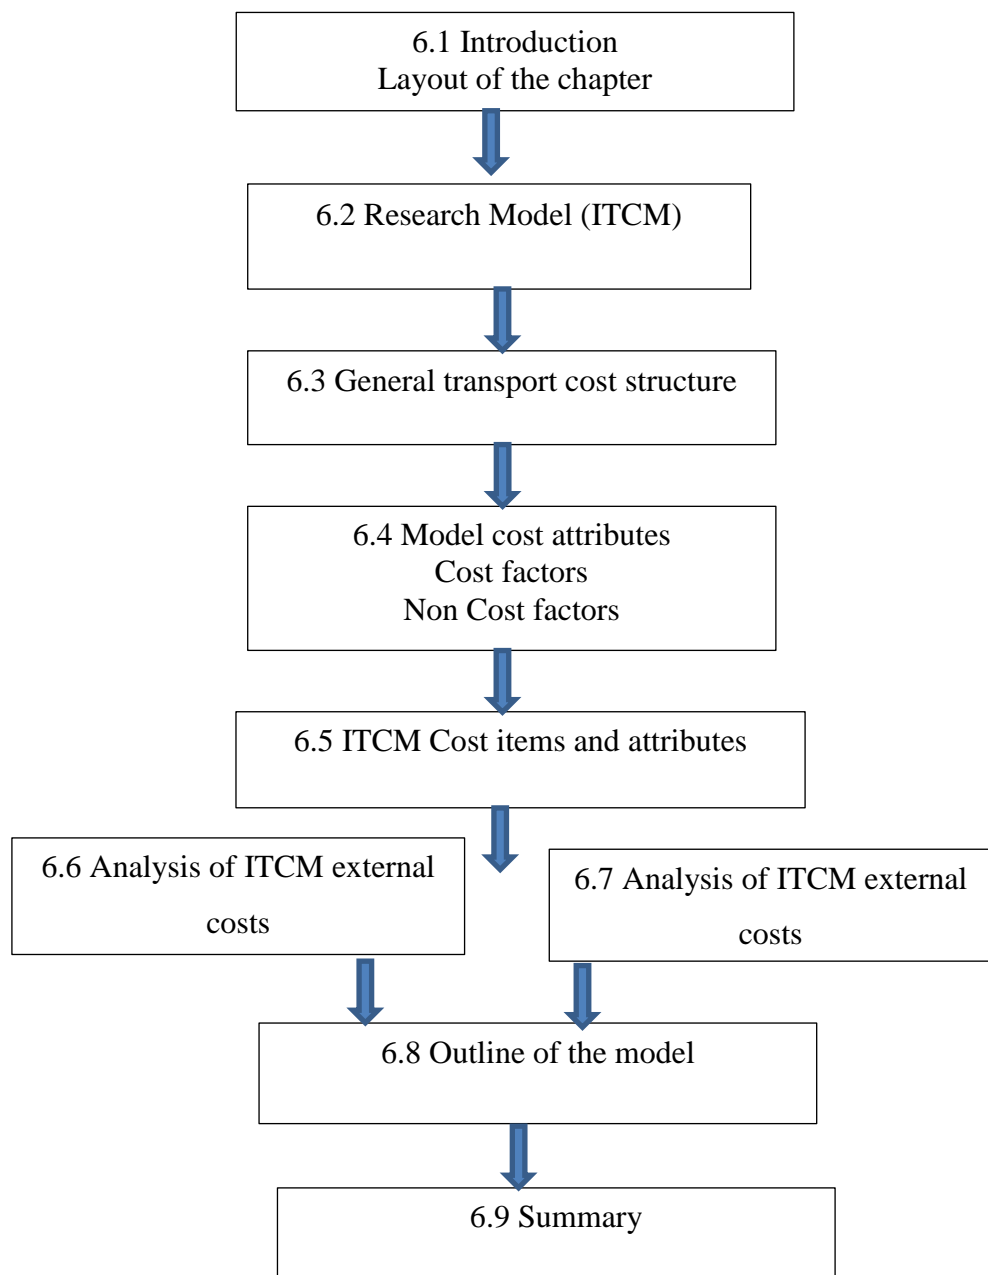 6.1 Introduction
Layout of the chapter
6.2 Research Model (ITCM)
6.3 General transport cost structure
6.4 Model cost attributes
Cost factors
Non Cost factors
6.5 ITCM Cost items and attributes
6.6 Analysis of ITCM external
costs
6.7 Analysis of ITCM external
costs
6.8 Outline of the model
6.9 Summary